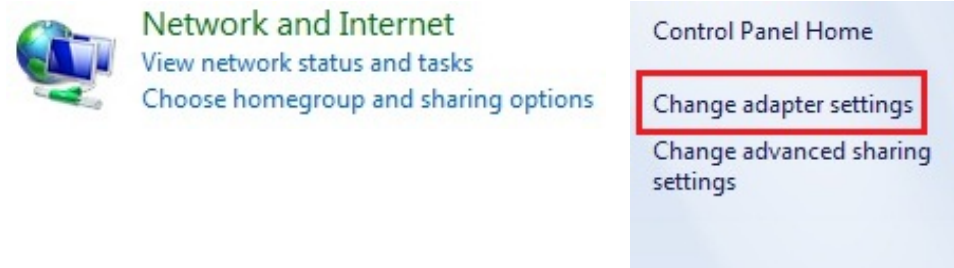 Network and Internet
View network status and tasks
Choose homegroup and sharing options
Control Panel Home
Change adapter settings
Change advanced sharing
settings